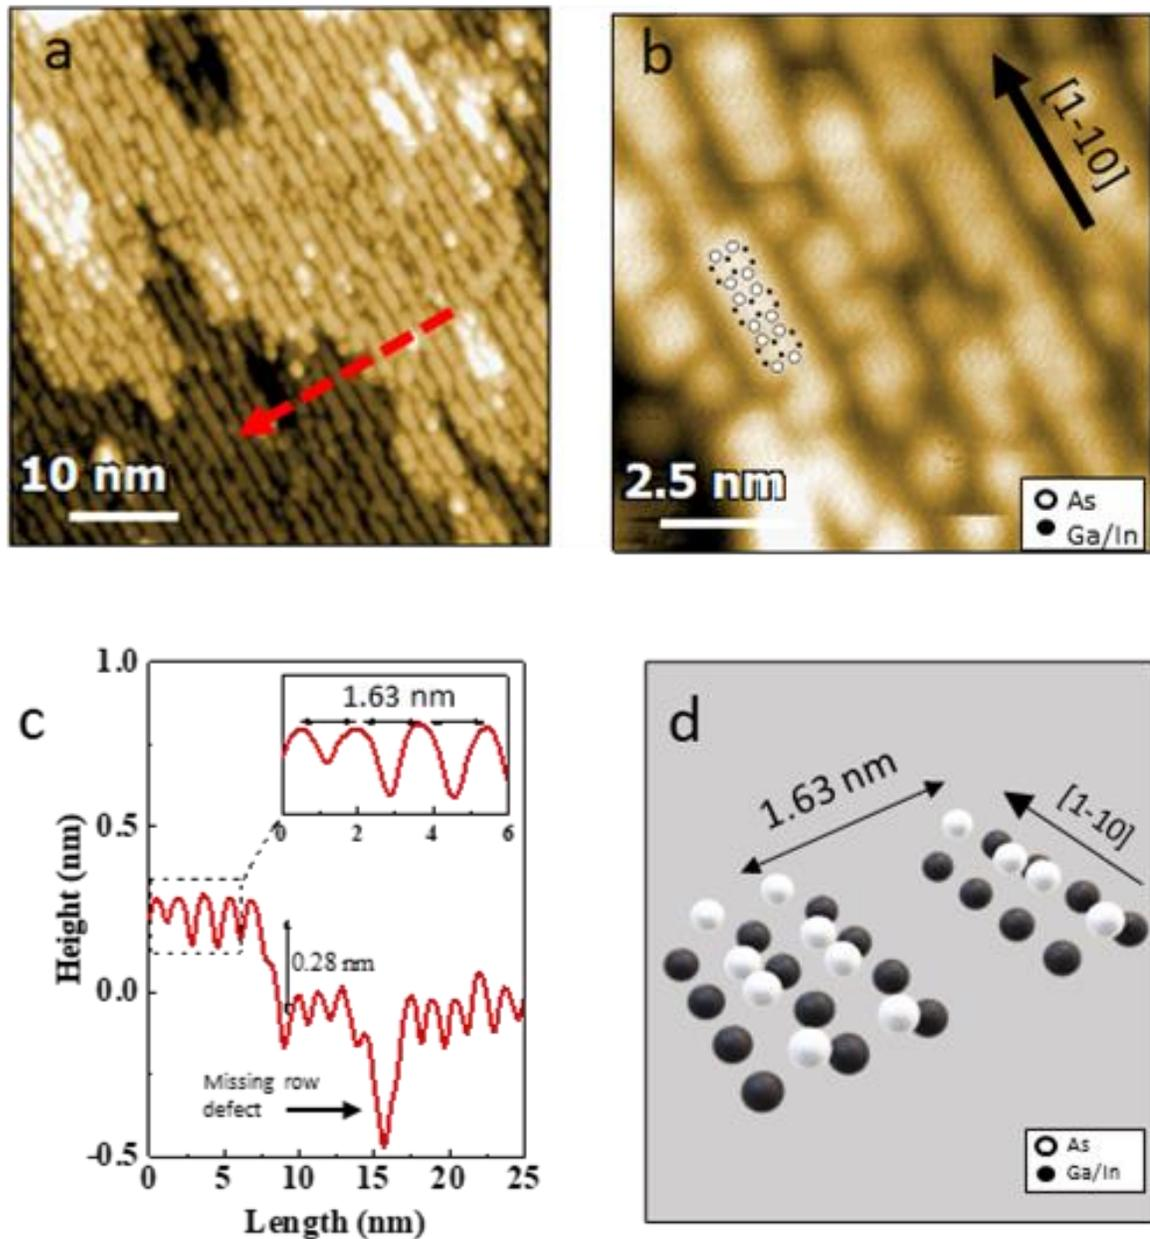 a
10 nm
b
[1-10]
2.5 nm
As
Ga/In
c
Height (nm)
1.0
0.5
0.0
-0.5
1.63 nm
0 2 4 6
0.28 nm
Missing row
defect
0 5 10 15 20 25
Length (nm)
d
1.63 nm
[1-10]
As
Ga/In